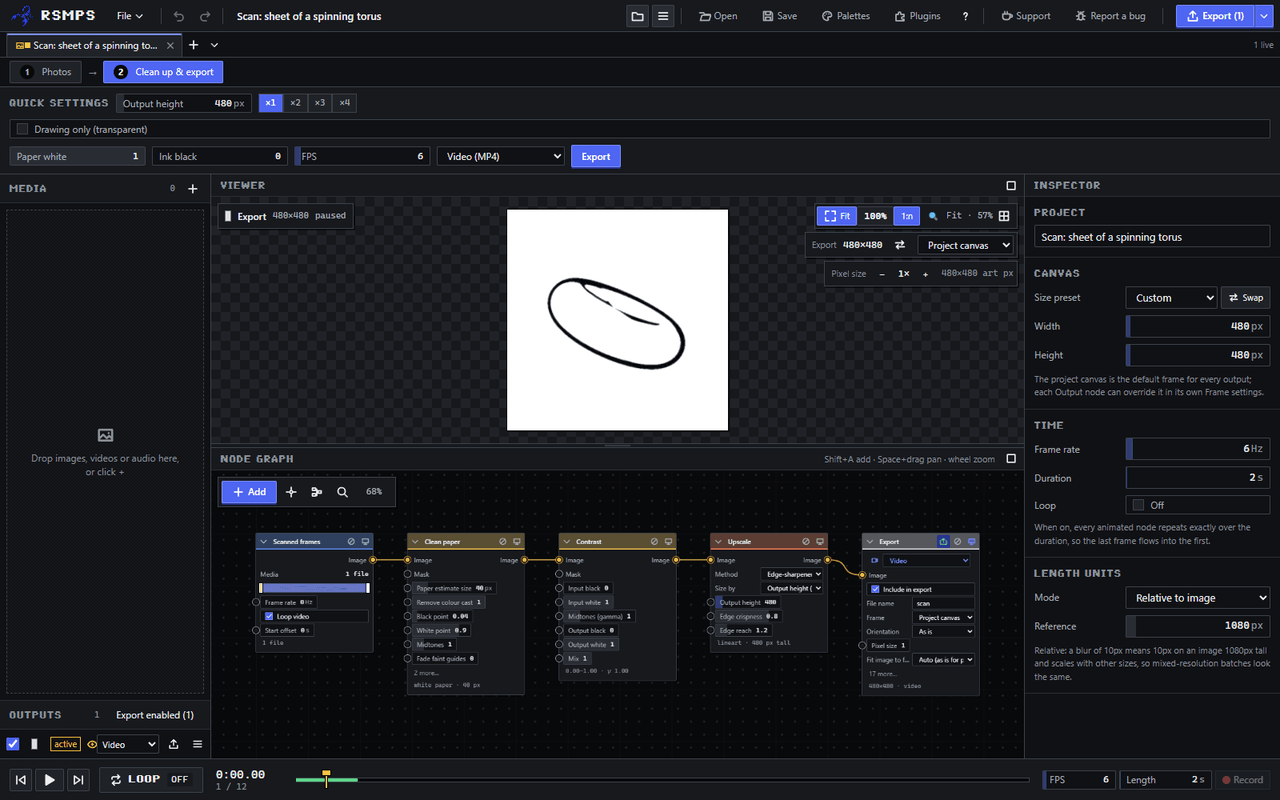 RSMPS File Scan: sheet of a spinning torus Open Save Palettes Plugins ? Support Report a bug Export (1)
Scan: sheet of a spinning to... 1 live
1 Photos → 2 Clean up & export
QUICK SETTINGS Output height 480 px ×1 ×2 ×3 ×4
Drawing only (transparent)
Paper white 1 Ink black 0 FPS 6 Video (MP4) Export
MEDIA 0 +
Drop images, videos or audio here,
or click +
OUTPUTS 1 Export enabled (1)
active Video
VIEWER
Export 480×480 paused
Fit 100% 1:n Fit · 57%
Export 480×480 Project canvas
Pixel size − 1× + 480×480 art px
NODE GRAPH Shift+A add · Space+drag pan · wheel zoom
+ Add 68%
Scanned frames
Image
Media 1 file
Frame rate 0 Hz
Loop video
Start offset 0 s
1 file
Clean paper
Image Image
Mask
Paper estimate size 40 px
Remove colour cast 1
Black point 0.04
White point 0.9
Midtones 1
Fade faint guides 0
2 more...
white paper · 40 px
Contrast
Image Image
Mask
Input black 0
Input white 1
Midtones (gamma) 1
Output black 0
Output white 1
Mix 1
0.00–1.00 · γ 1.00
Upscale
Image Image
Method Edge-sharpene
Size by Output height (
Output height 480
Edge crispness 0.8
Edge reach 1.2
lineart · 480 px tall
Export
Video
Image
Include in export
File name scan
Frame Project canvas
Orientation As is
Pixel size 1
Fit image to f... Auto (as is for p
17 more...
480×480 · video
INSPECTOR
PROJECT
Scan: sheet of a spinning torus
CANVAS
Size preset Custom Swap
Width 480 px
Height 480 px
The project canvas is the default frame for every output;
each Output node can override it in its own Frame settings.
TIME
Frame rate 6 Hz
Duration 2 s
Loop Off
When on, every animated node repeats exactly over the
duration, so the last frame flows into the first.
LENGTH UNITS
Mode Relative to image
Reference 1080 px
Relative: a blur of 10px means 10px on an image 1080px tall
and scales with other sizes, so mixed-resolution batches look
the same.
LOOP OFF 0:00.00
1 / 12
FPS 6 Length 2 s Record